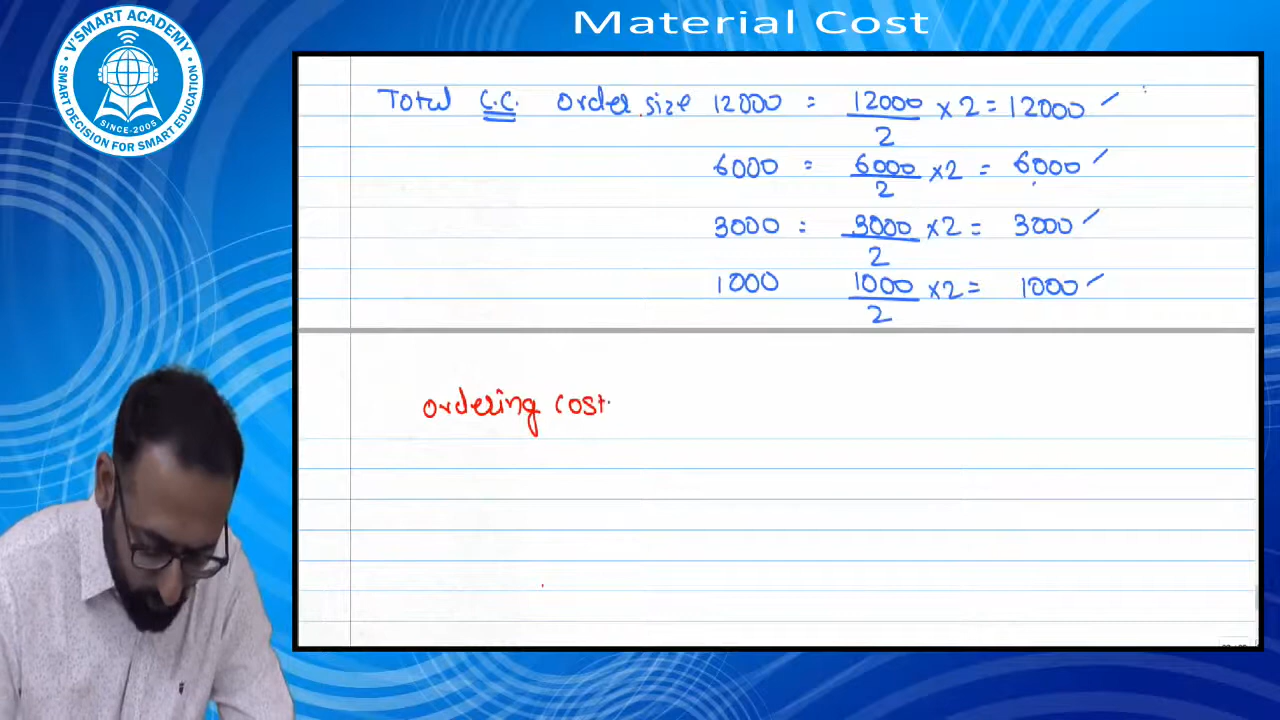 Material Cost
V'SMART ACADEMY
SINCE-2005
SMART DECISION FOR SMART EDUCATION
Total C.C. order size 12000 = 12000/2 × 2 = 12000
6000 = 6000/2 × 2 = 6000
3000 = 3000/2 × 2 = 3000
1000 1000/2 × 2 = 1000
ordering cost